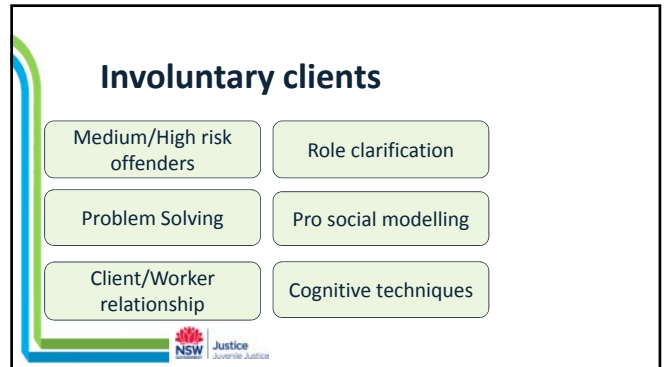 Involuntary clients
Medium/High risk
offenders
Role clarification
Problem Solving
Pro social modelling
Client/Worker
relationship
Cognitive techniques
NSW
GOVERNMENT
Justice
Juvenile Justice